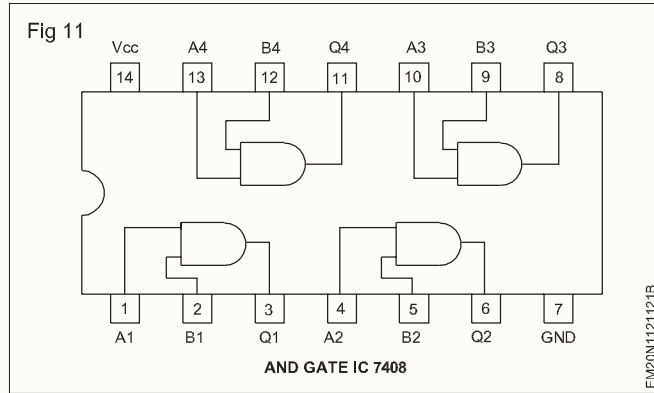 Fig 11
Vcc A4 B4 Q4 A3 B3 Q3
14 13 12 11 10 9 8
1 2 3 4 5 6 7
A1 B1 Q1 A2 B2 Q2 GND
AND GATE IC 7408
EM20N1121121B